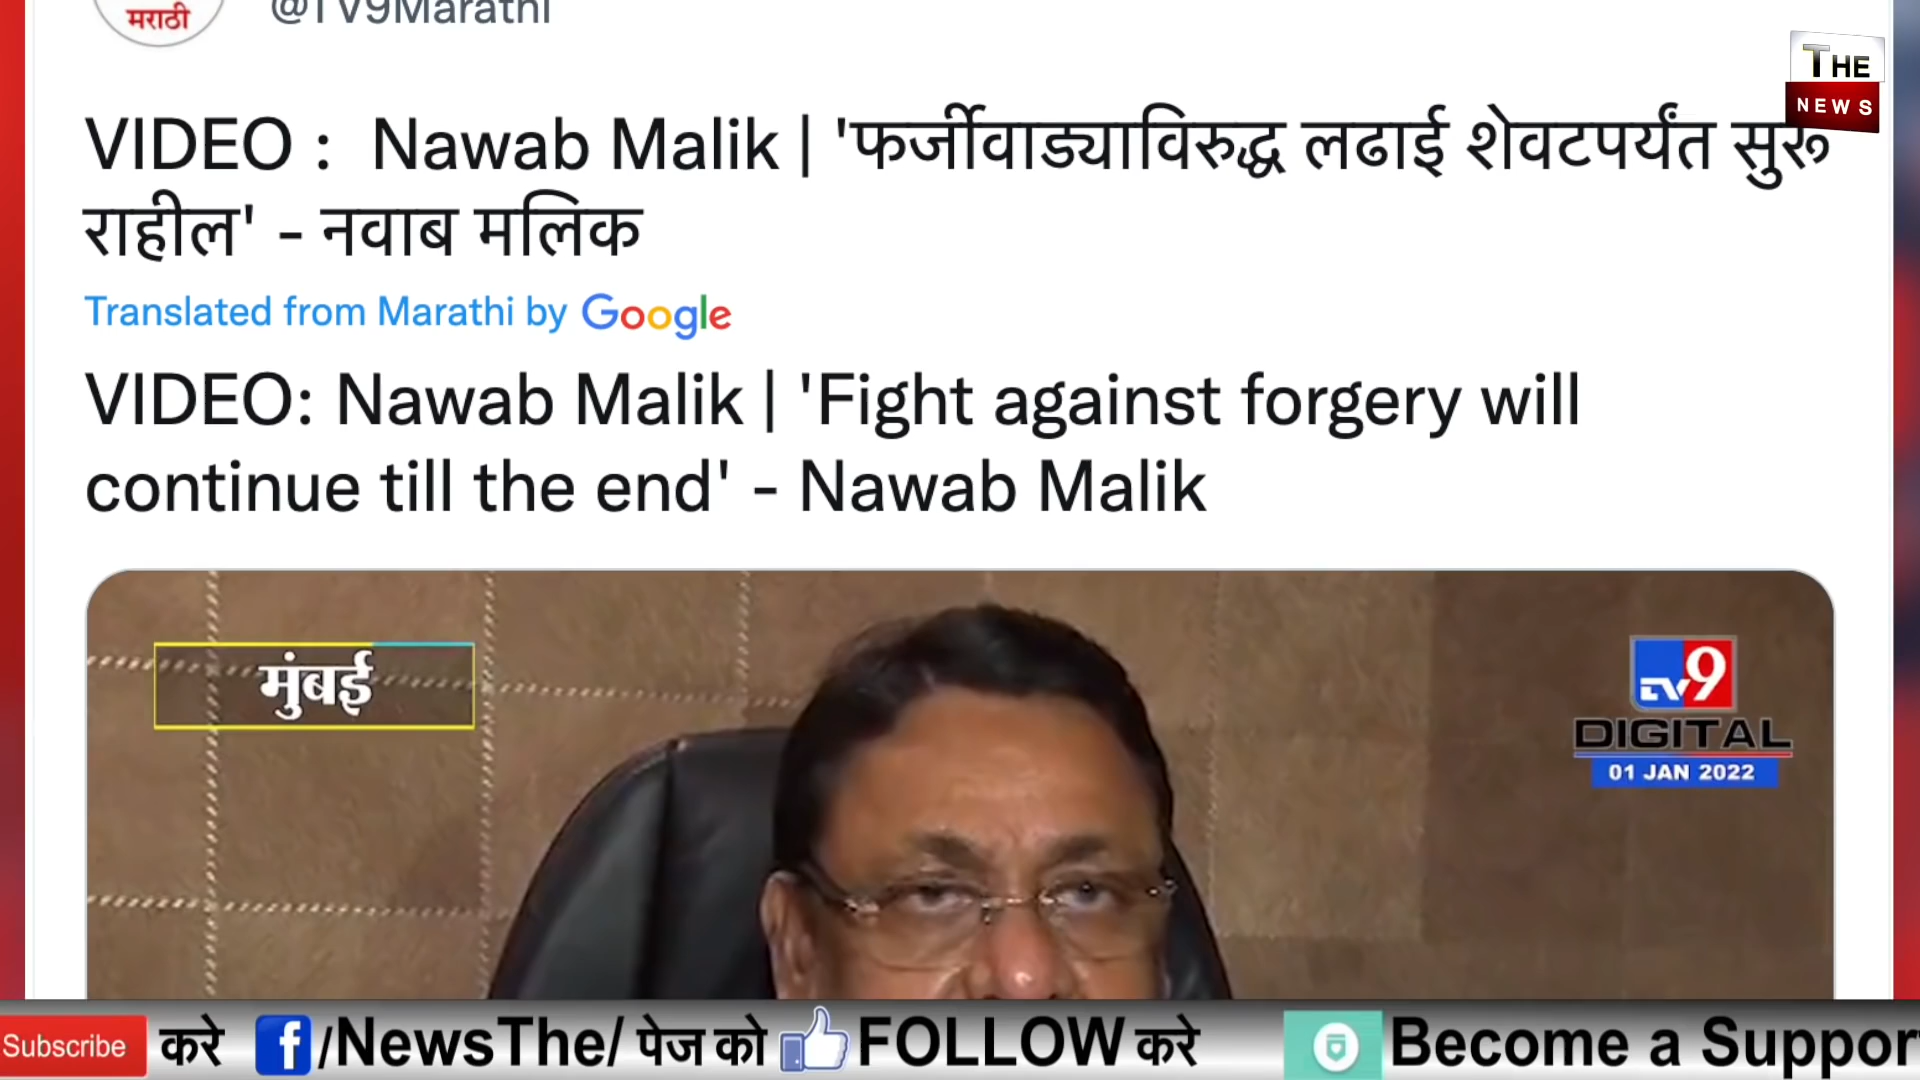 @TV9Marathi
मराठी
THE
NEWS
VIDEO : Nawab Malik | 'फर्जीवाड्याविरुद्ध लढाई शेवटपर्यंत सुरू
राहील' - नवाब मलिक
Translated from Marathi by Google
VIDEO: Nawab Malik | 'Fight against forgery will
continue till the end' - Nawab Malik
मुंबई
TV9
DIGITAL
01 JAN 2022
Subscribe करे f/NewsThe/ पेज को FOLLOW करे Become a Suppor